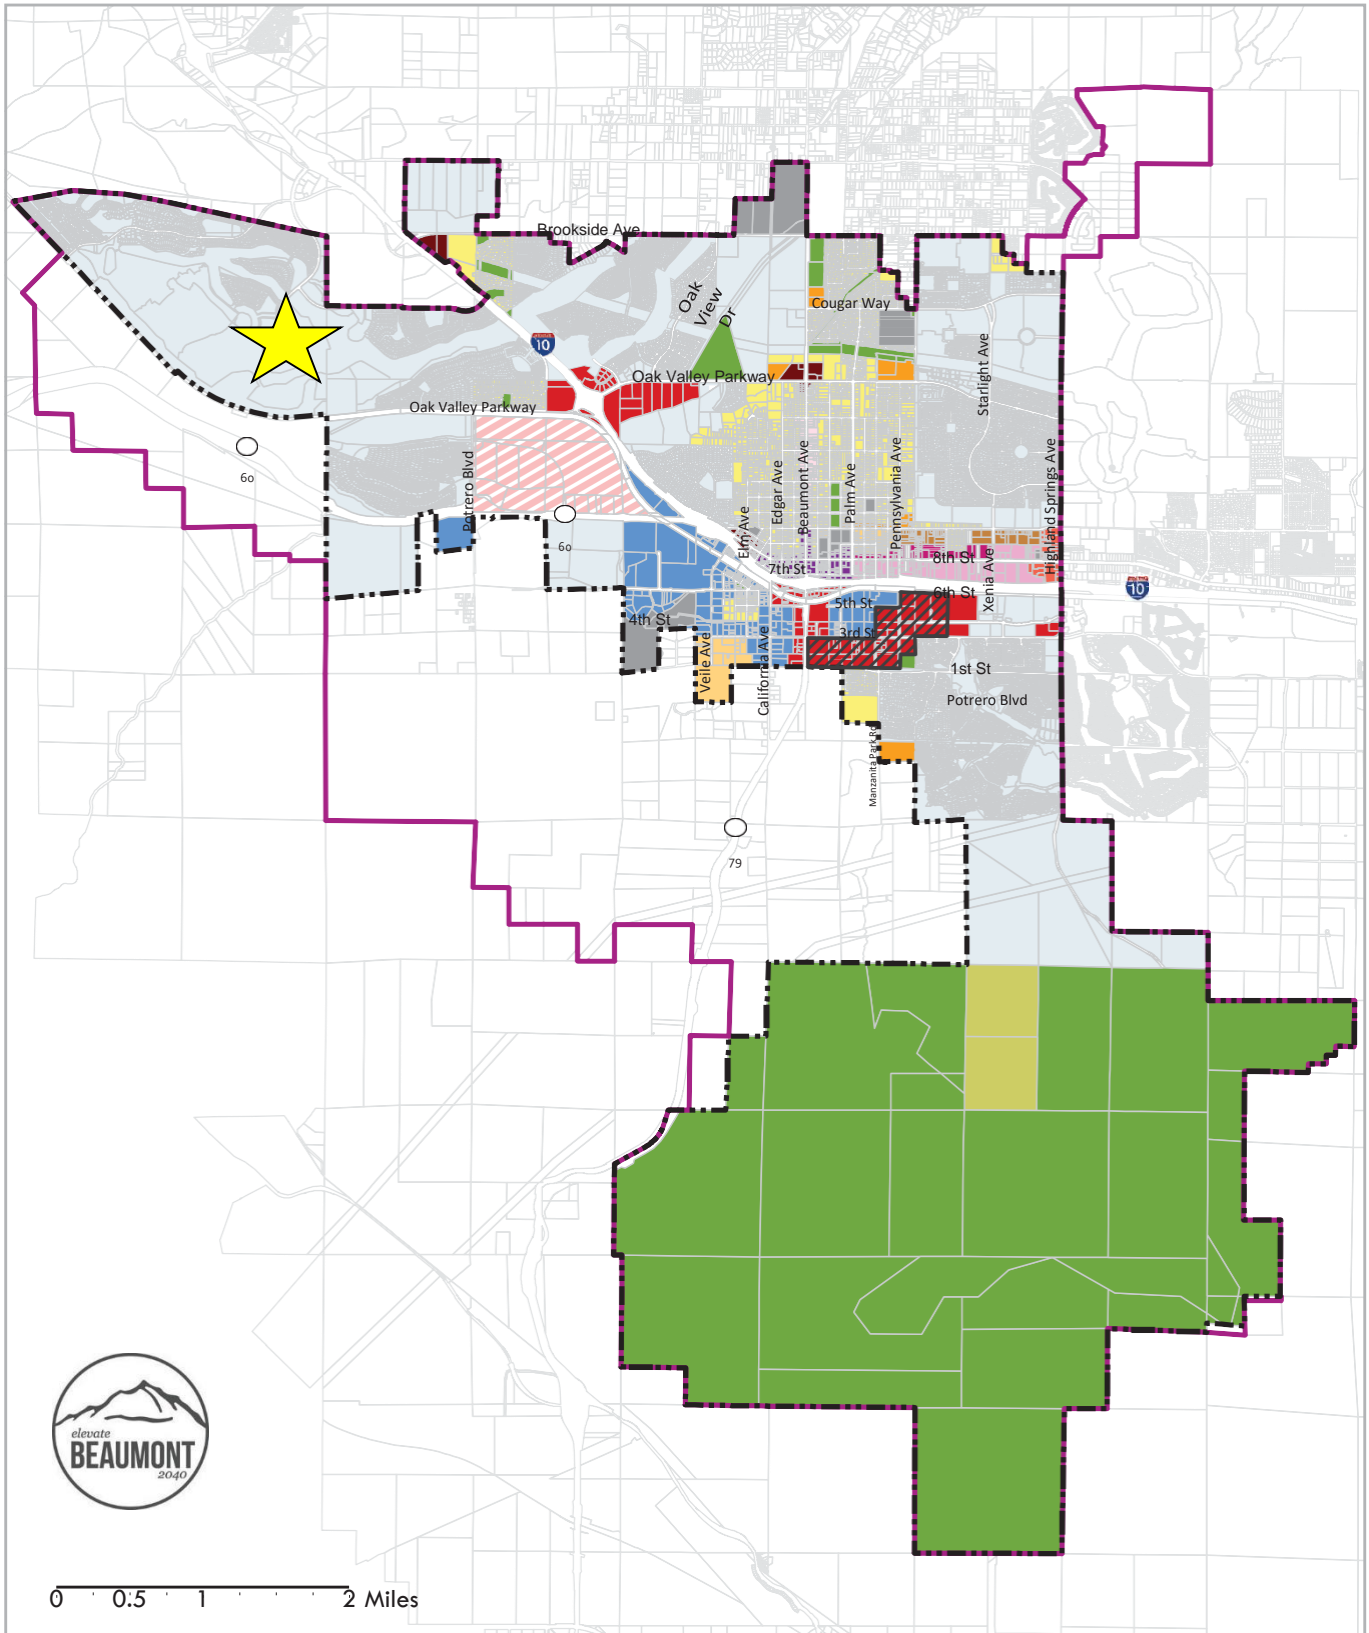 Brookside Ave
Oak
View
Dr
Cougar Way
10
Starlight Ave
Oak Valley Parkway
Oak Valley Parkway
60
Potrero Blvd
60
Elm Ave
Edgar Ave
Beaumont Ave
Palm Ave
Pennsylvania Ave
Highland Springs Ave
8th St
7th St
Xenia Ave
6th St
10
5th St
4th St
3rd St
Veile Ave
California Ave
1st St
Potrero Blvd
Manzanita Park Rd
79
elevate
BEAUMONT
2040
0 0.5 1 2 Miles